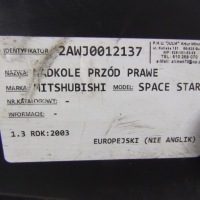 IDENTYFIKATOR: 2AWJ0012137
NAZWA: NADKOLE PRZÓD PRAWE
MARKA: MITSHUBISHI MODEL: SPACE STAR
NR KATALOGOWY: -
INFORMACJE: -
1.3 ROK:2003
EUROPEJSKI (NIE ANGLIK)